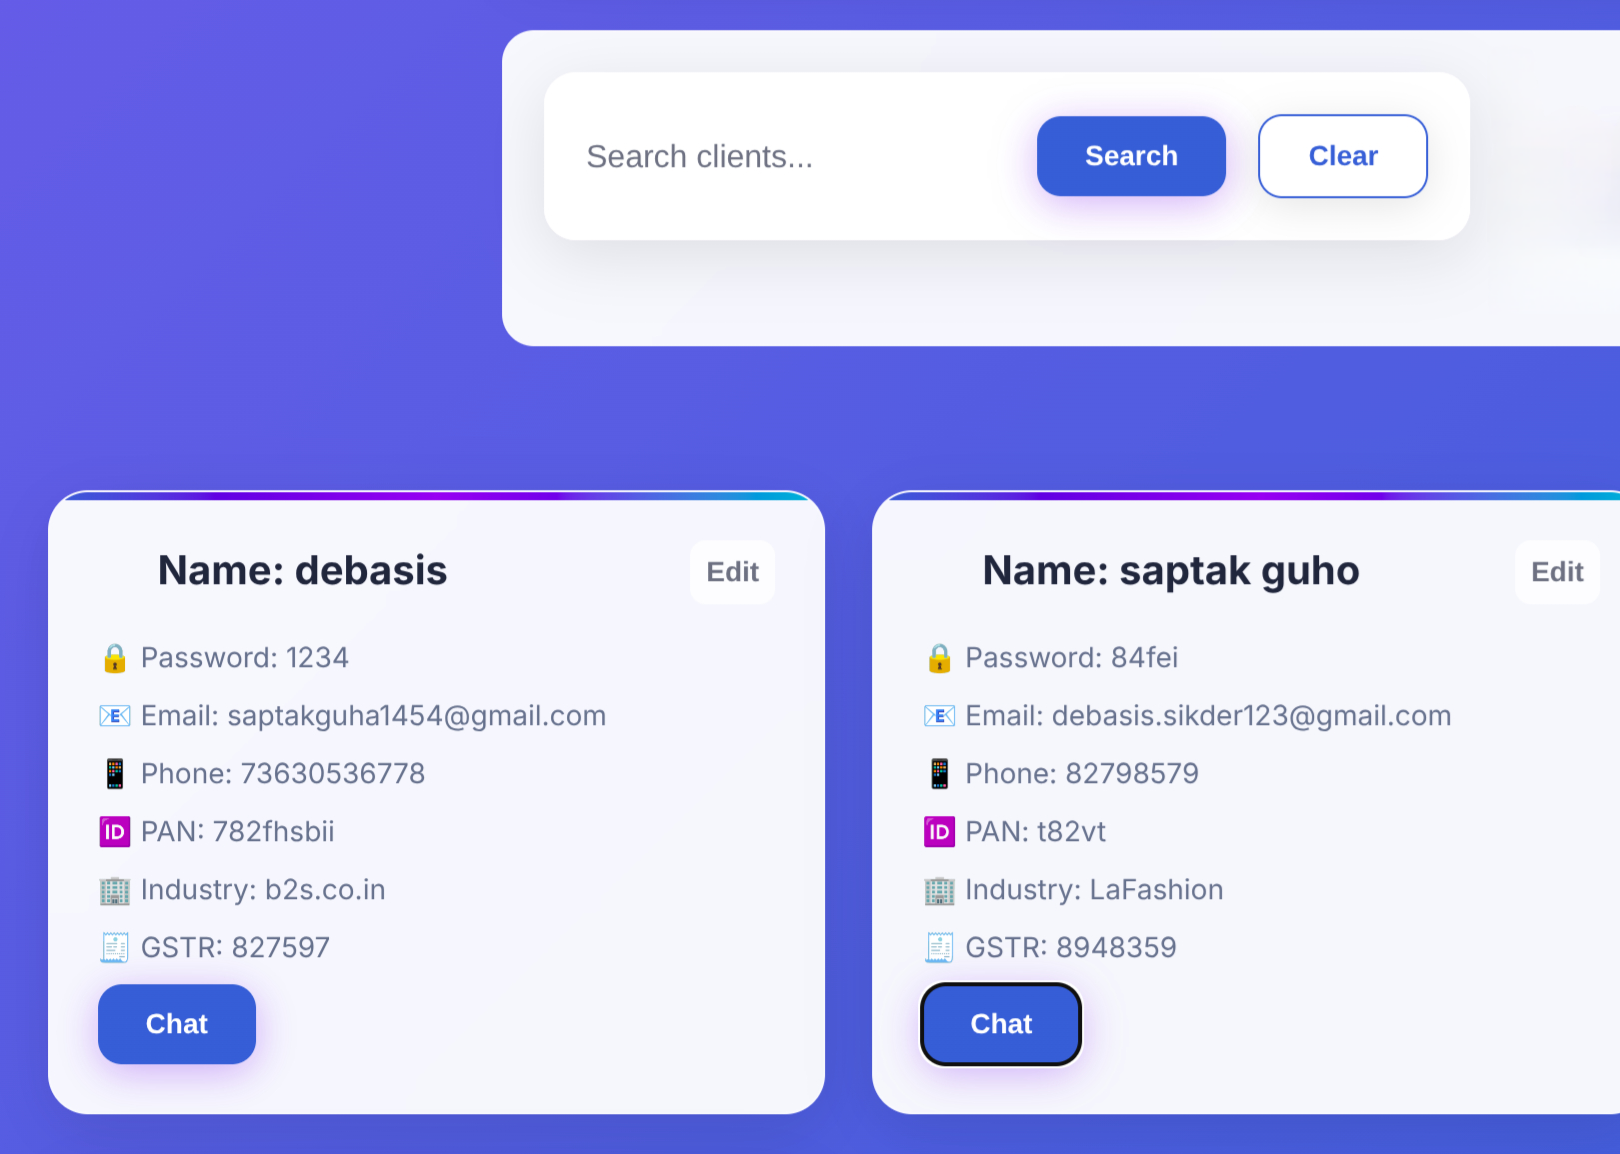 Search clients...
Search
Clear
Name: debasis
Edit
🔒 Password: 1234
📧 Email: saptakguha1454@gmail.com
📱 Phone: 73630536778
🆔 PAN: 782fhsbii
🏢 Industry: b2s.co.in
🧾 GSTR: 827597
Chat
Name: saptak guho
Edit
🔒 Password: 84fei
📧 Email: debasis.sikder123@gmail.com
📱 Phone: 82798579
🆔 PAN: t82vt
🏢 Industry: LaFashion
🧾 GSTR: 8948359
Chat